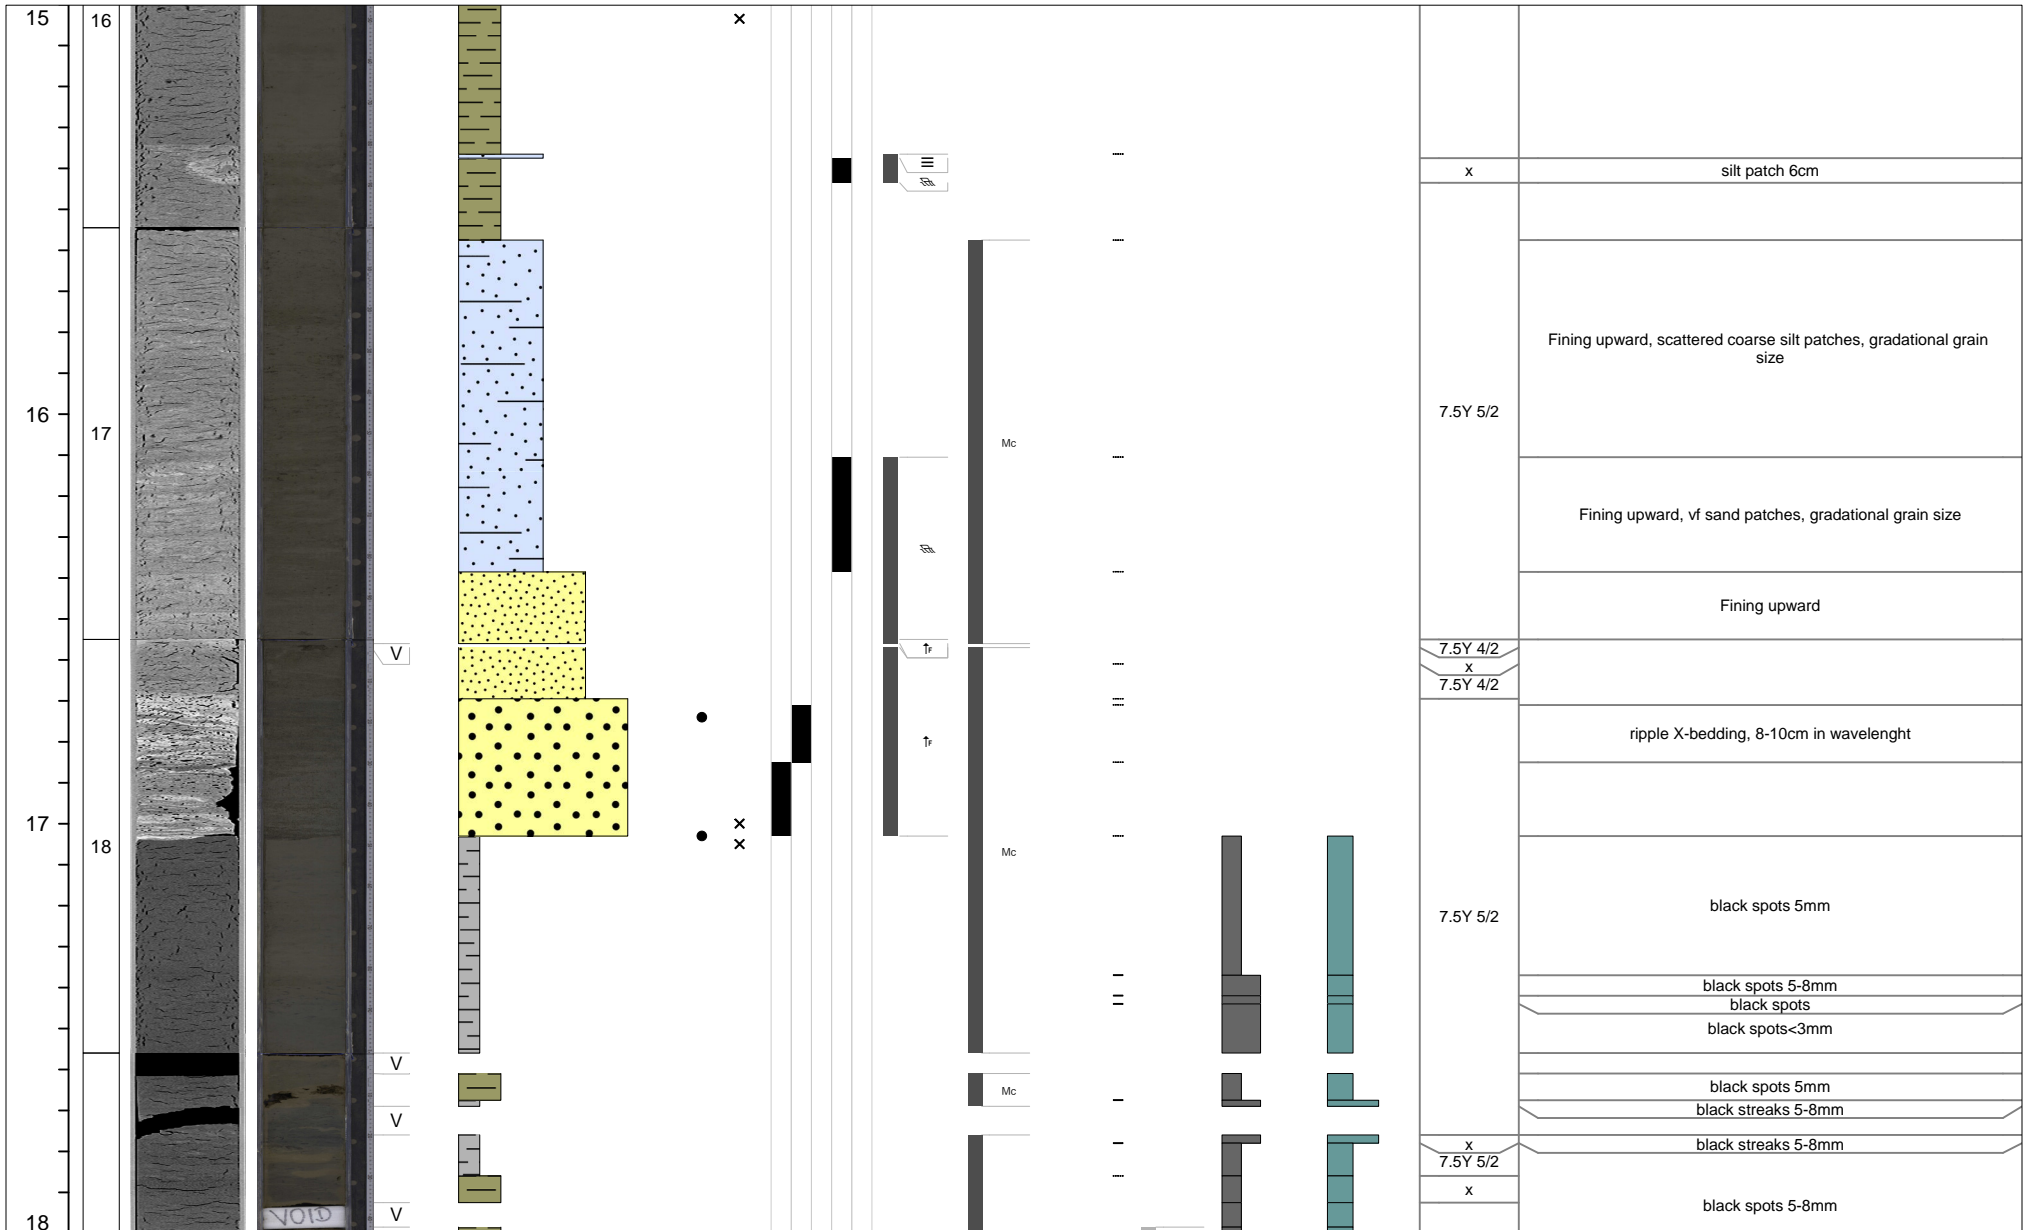 15
16
x
silt patch 6cm
Fining upward, scattered coarse silt patches, gradational grain
size
16
7.5Y 5/2
17
Mc
Fining upward, vf sand patches, gradational grain size
Fining upward
V
F
7.5Y 4/2
x
7.5Y 4/2
ripple X-bedding, 8-10cm in wavelenght
F
17
18
Mc
7.5Y 5/2
black spots 5mm
black spots 5-8mm
black spots
black spots<3mm
V
Mc
black spots 5mm
V
black streaks 5-8mm
x
black streaks 5-8mm
7.5Y 5/2
x
black spots 5-8mm
VOID
V
18